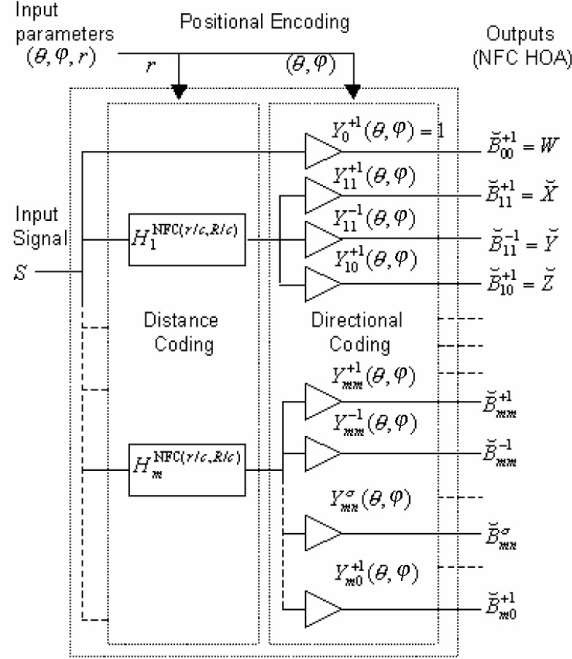 Input parameters
(θ, φ, r)
Positional Encoding
r
(θ, φ)
Outputs
(NFC HOA)
Y_0^{+1}(θ, φ) = 1
B̆_{00}^{+1} = W
Y_{11}^{+1}(θ, φ)
B̆_{11}^{+1} = X̆
Input Signal
S
H_1^{NFC(r/c, R/c)}
Y_{11}^{-1}(θ, φ)
B̆_{11}^{-1} = Y̆
Y_{10}^{+1}(θ, φ)
B̆_{10}^{+1} = Z̆
Distance Coding
Directional Coding
Y_{mm}^{+1}(θ, φ)
B̆_{mm}^{+1}
H_m^{NFC(r/c, R/c)}
Y_{mm}^{-1}(θ, φ)
B̆_{mm}^{-1}
Y_{mn}^{σ}(θ, φ)
B̆_{mn}^{σ}
Y_{m0}^{+1}(θ, φ)
B̆_{m0}^{+1}